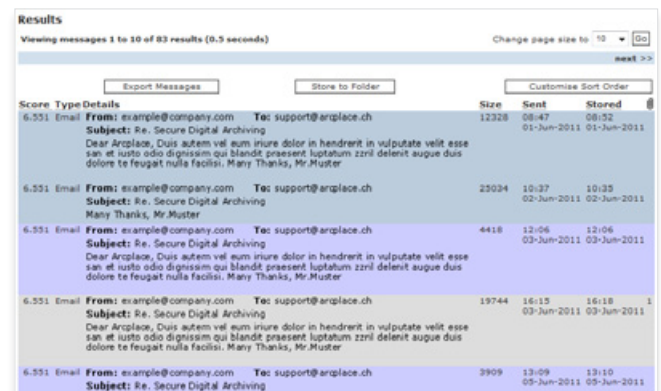 Results
Viewing messages 1 to 10 of 83 results (0.5 seconds) Change page size to 10 Go
next >>
Export Messages Store to Folder Customise Sort Order
Score Type Details Size Sent Stored
6.551 Email From: example@company.com To: support@arcplace.ch 12328 08:47 08:52
Subject: Re. Secure Digital Archiving 01-Jun-2011 01-Jun-2011
Dear Arcplace, Duis autem vel eum iriure dolor in hendrerit in vulputate velit esse
san et iusto odio dignissim qui blandit praesent luptatum zzril delenit augue duis
dolore te feugait nulla facilisi. Many Thanks, Mr.Muster
6.551 Email From: example@company.com To: support@arcplace.ch 25034 10:37 10:35
Subject: Re. Secure Digital Archiving 02-Jun-2011 02-Jun-2011
Many Thanks, Mr.Muster
6.551 Email From: example@company.com To: support@arcplace.ch 4418 12:06 12:06
Subject: Re. Secure Digital Archiving 03-Jun-2011 03-Jun-2011
Dear Arcplace, Duis autem vel eum iriure dolor in hendrerit in vulputate velit esse
san et iusto odio dignissim qui blandit praesent luptatum zzril delenit augue duis
dolore te feugait nulla facilisi. Many Thanks, Mr.Muster
6.551 Email From: example@company.com To: support@arcplace.ch 19744 16:15 16:18 1
Subject: Re. Secure Digital Archiving 03-Jun-2011 03-Jun-2011
Dear Arcplace, Duis autem vel eum iriure dolor in hendrerit in vulputate velit esse
san et iusto odio dignissim qui blandit praesent luptatum zzril delenit augue duis
dolore te feugait nulla facilisi. Many Thanks, Mr.Muster
6.551 Email From: example@company.com To: support@arcplace.ch 3909 13:09 13:10
Subject: Re. Secure Digital Archiving 05-Jun-2011 05-Jun-2011